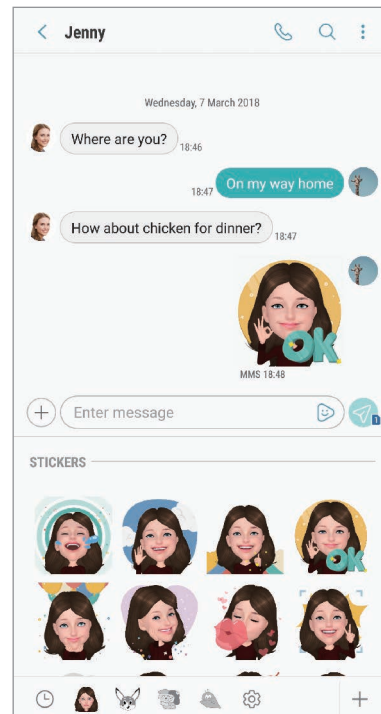 Jenny
Wednesday, 7 March 2018
Where are you?
18:46
18:47
On my way home
How about chicken for dinner?
18:47
OK
MMS 18:48
Enter message
1
STICKERS
OK